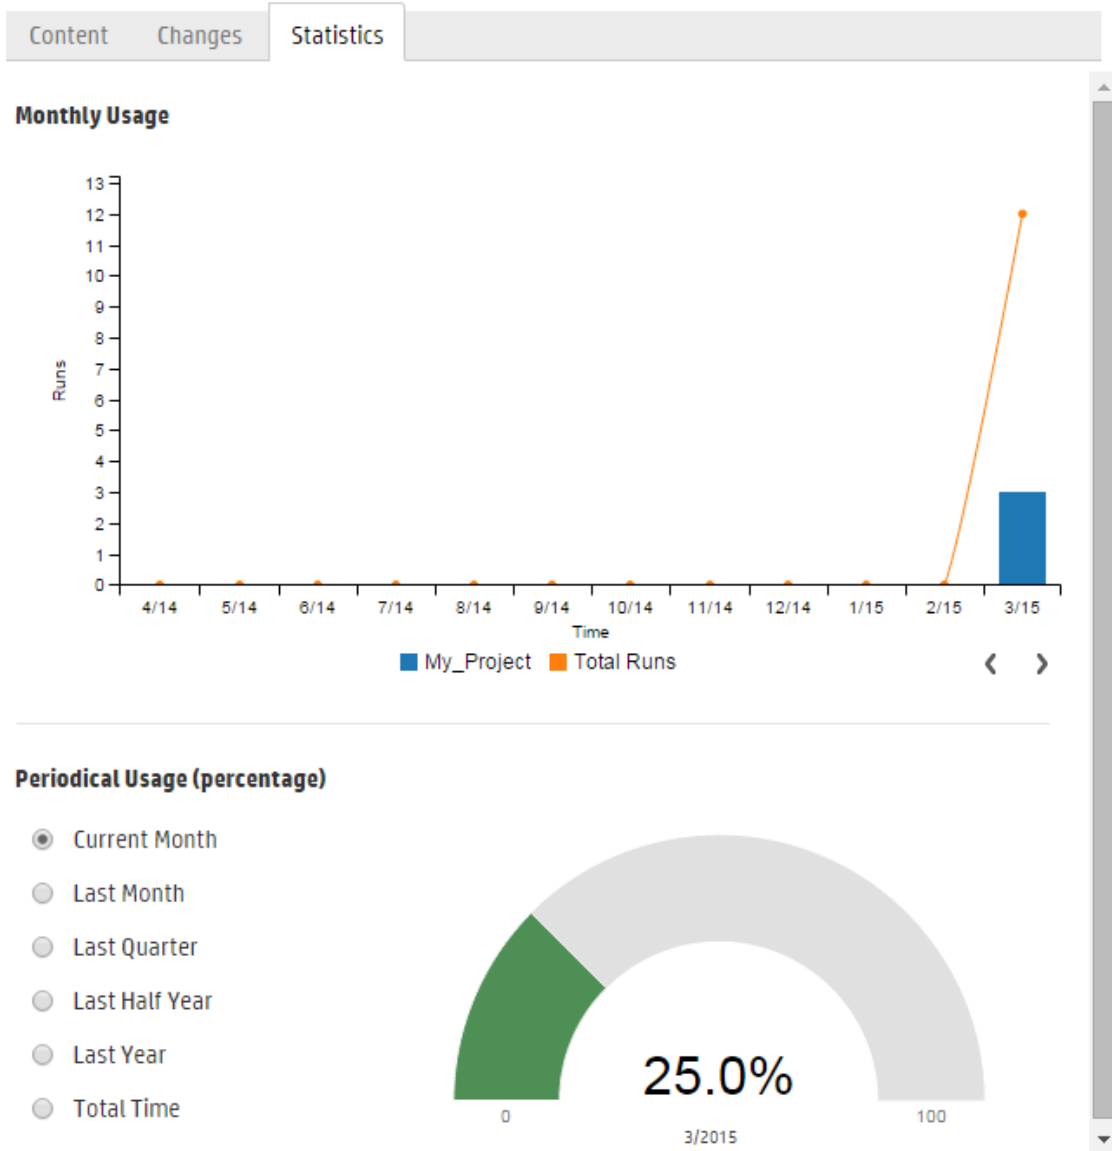 Content Changes Statistics
Monthly Usage
13
12
11
10
9
8
7
6
5
4
3
2
1
0
Runs
4/14 5/14 6/14 7/14 8/14 9/14 10/14 11/14 12/14 1/15 2/15 3/15
Time
My_Project Total Runs
Periodical Usage (percentage)
Current Month
Last Month
Last Quarter
Last Half Year
Last Year
Total Time
25.0%
0 100
3/2015